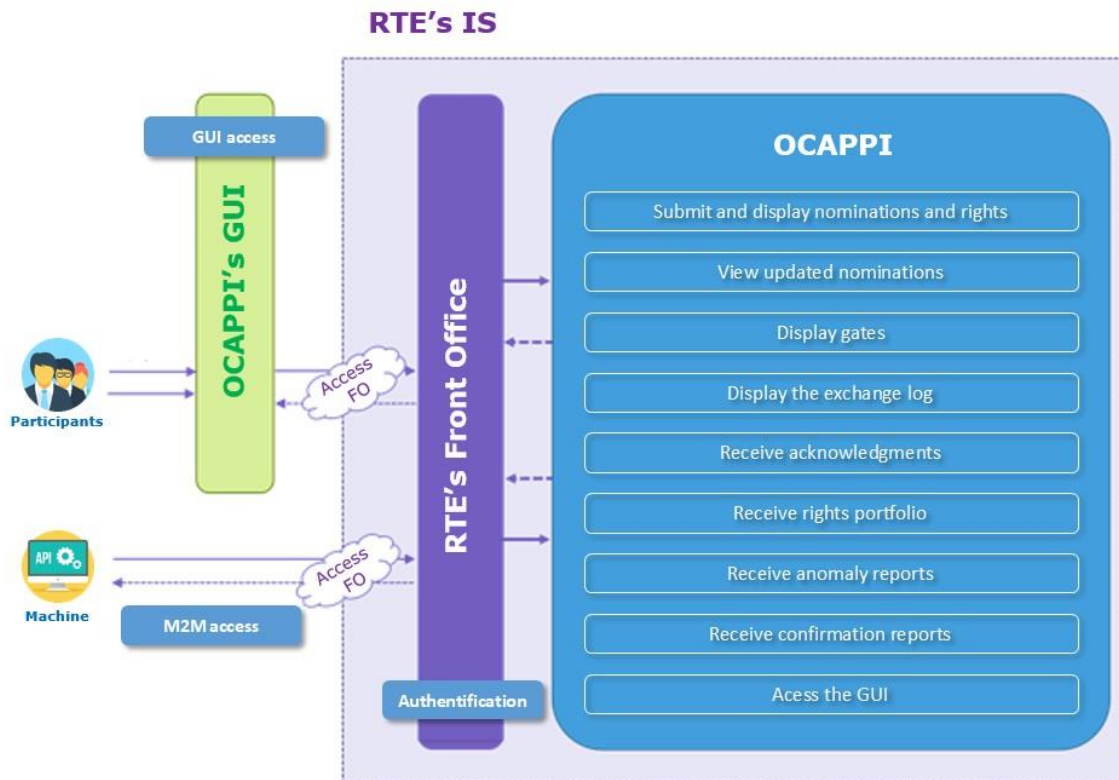 RTE's IS
GUI access
OCAPPI's GUI
Participants
Access
FO
API
Machine
M2M access
Access
FO
RTE's Front Office
Authentification
OCAPPI
Submit and display nominations and rights
View updated nominations
Display gates
Display the exchange log
Receive acknowledgments
Receive rights portfolio
Receive anomaly reports
Receive confirmation reports
Acess the GUI